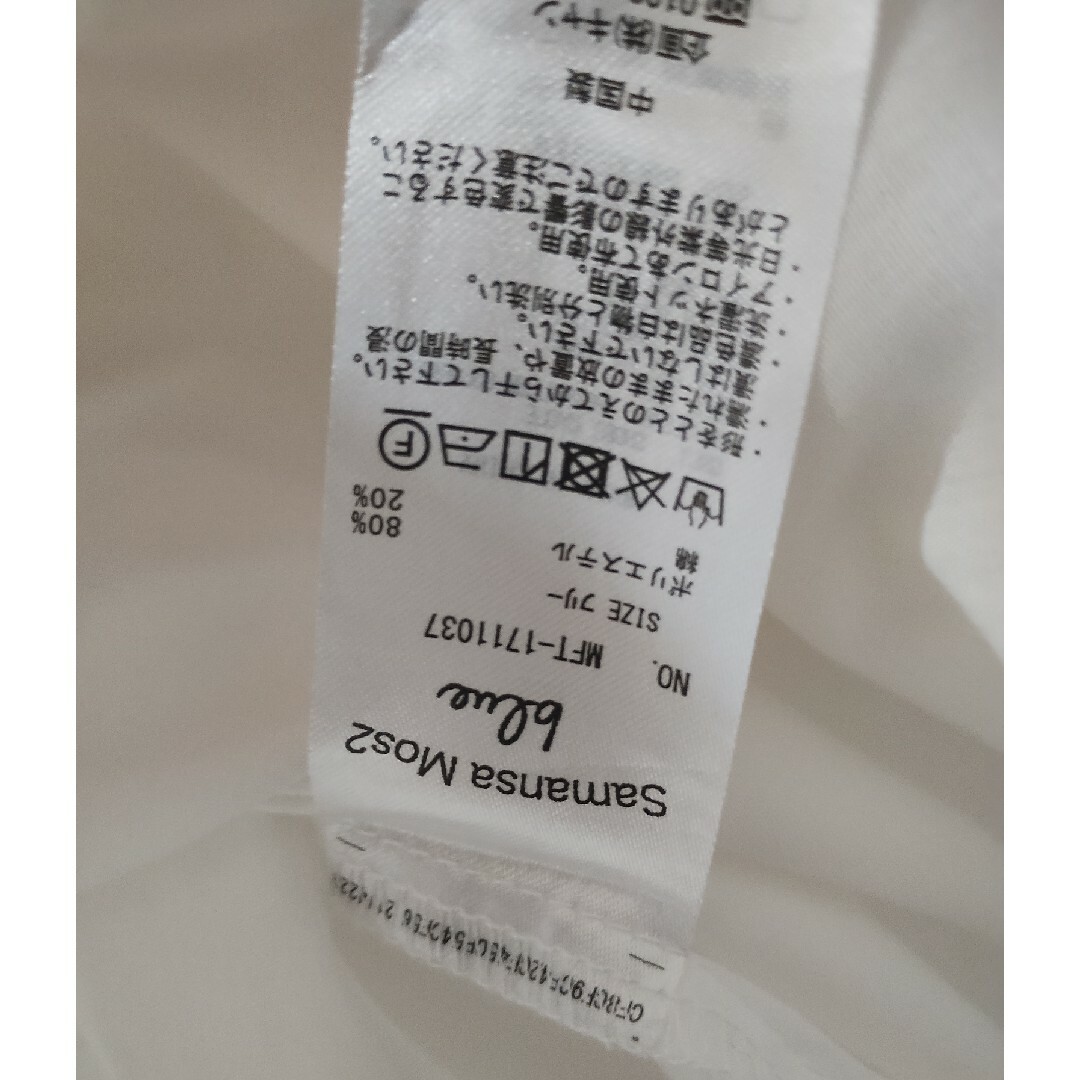 Samansa Mos2
blue
NO. MFT-1711037
SIZE フリー
ポリエステル 80%
綿 20%
・形をととのえてから干して下さい。
・濡れたままの放置や、長時間の浸
漬はしないで下さい。
・濃色品は白物と分別洗い。
・洗濯ネット使用。
・アイロンあて布使用。
・日光等紫外線の影響で変色するこ
とがありますのでご注意ください。
中国製
企画(株)キャン